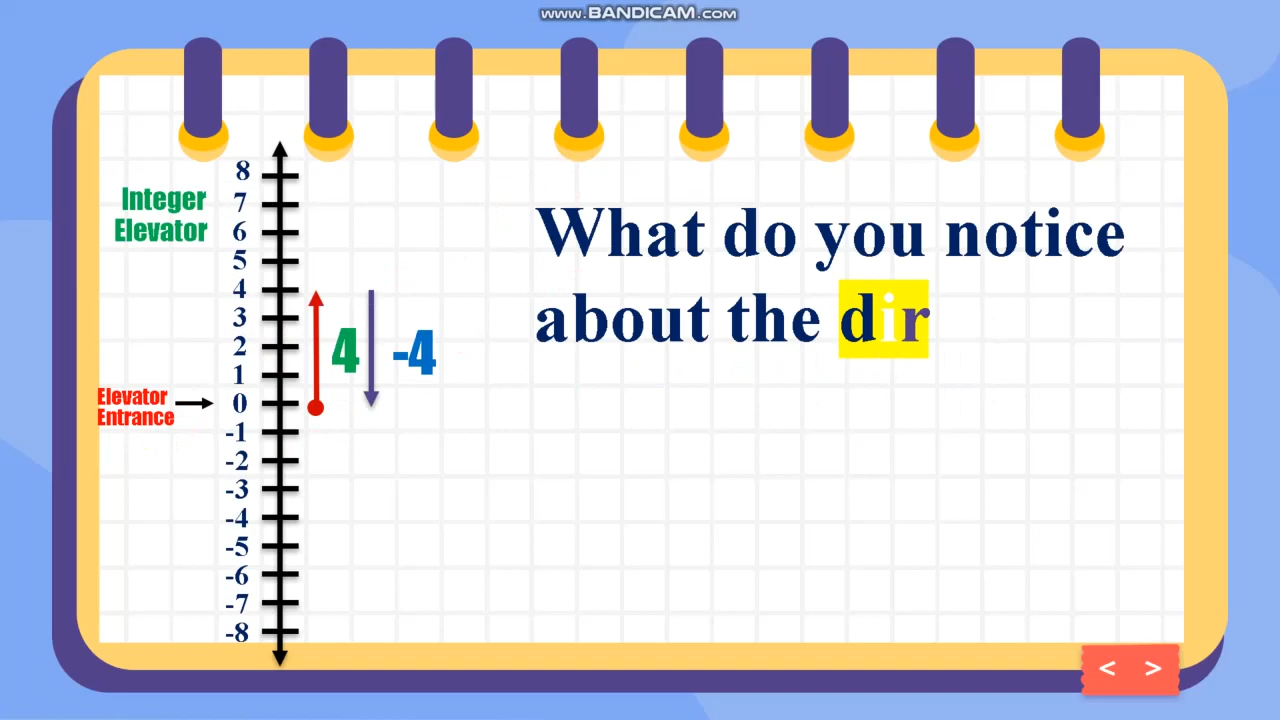 www.BANDICAM.com
Integer
Elevator
8
7
6
5
4
3
2
1
0
-1
-2
-3
-4
-5
-6
-7
-8
Elevator
Entrance
4
-4
What do you notice
about the dir
< >